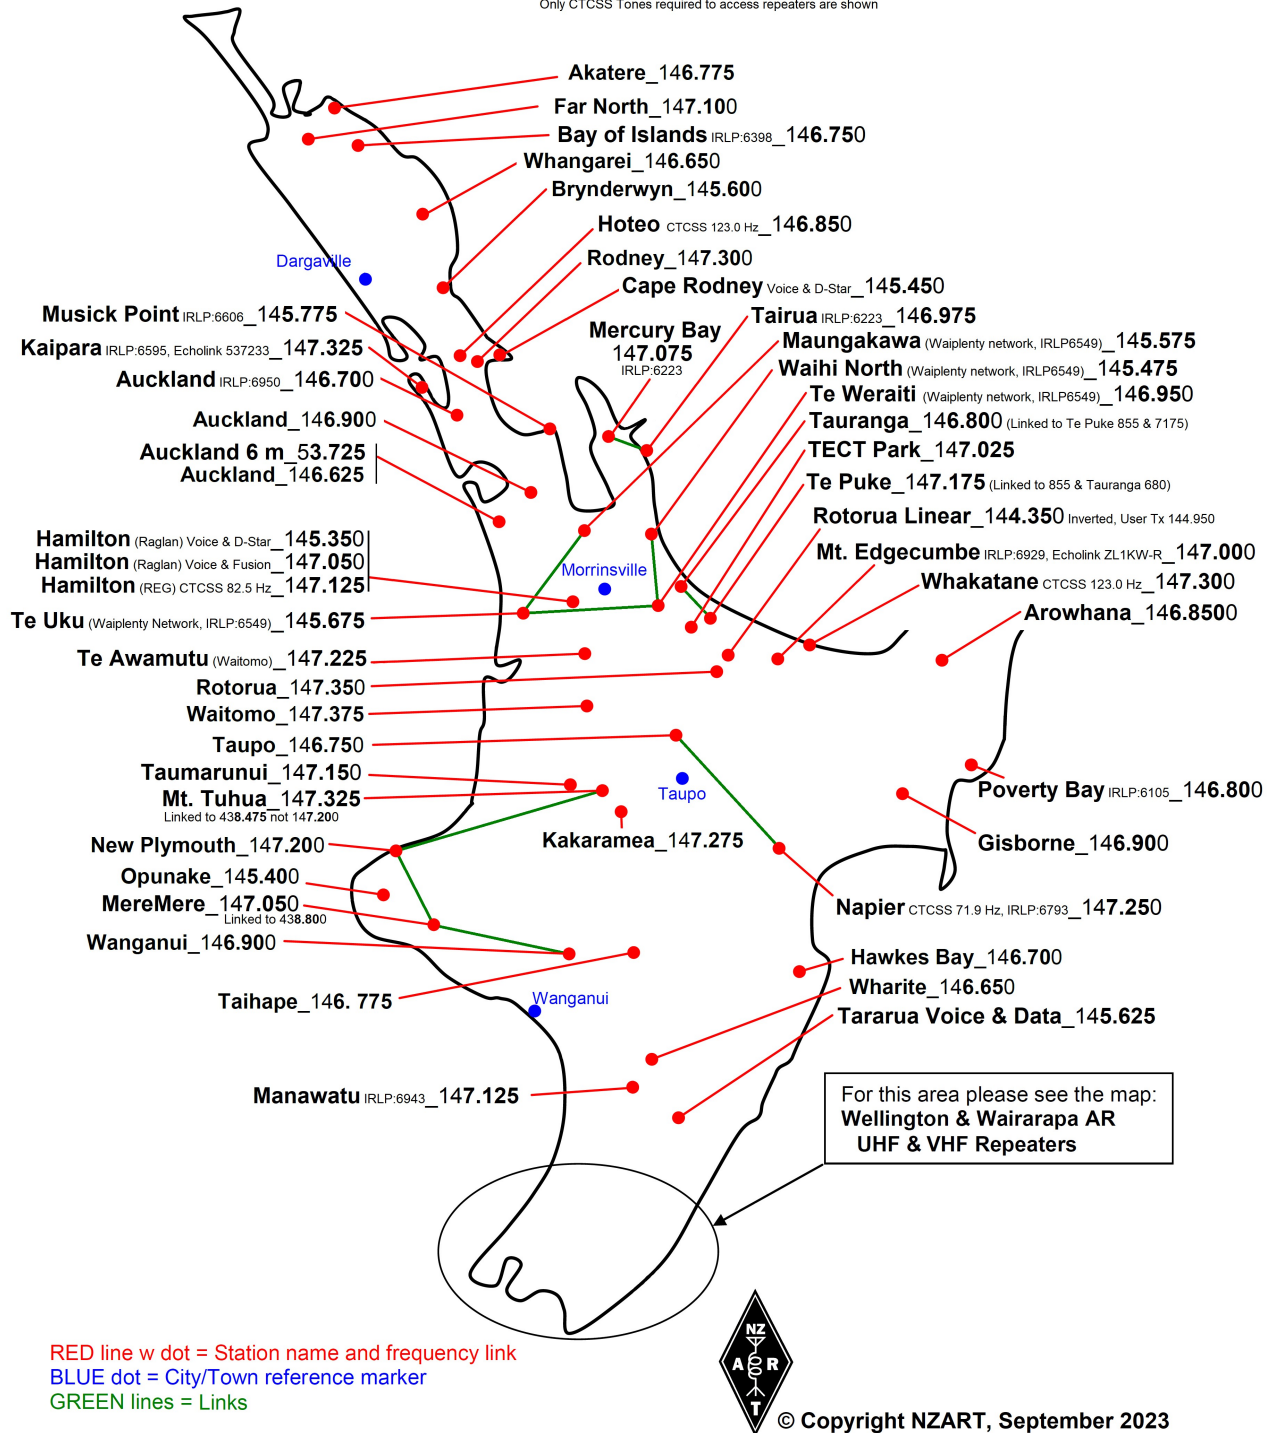 Only CTCSS Tones required to access repeaters are shown
Akatere_146.775
Far North_147.100
Bay of Islands IRLP:6398_146.750
Whangarei_146.650
Brynderwyn_145.600
Hoteo CTCSS 123.0 Hz_146.850
Rodney_147.300
Dargaville
Cape Rodney Voice & D-Star_145.450
Musick Point IRLP:6606_145.775
Tairua IRLP:6223_146.975
Mercury Bay
147.075
IRLP:6223
Maungakawa (Waiplenty network, IRLP6549)_145.575
Kaipara IRLP:6595, Echolink 537233_147.325
Waihi North (Waiplenty network, IRLP6549)_145.475
Auckland IRLP:6950_146.700
Te Weraiti (Waiplenty network, IRLP6549)_146.950
Auckland_146.900
Tauranga_146.800 (Linked to Te Puke 855 & 7175)
Auckland 6 m_53.725
TECT Park_147.025
Auckland_146.625
Te Puke_147.175 (Linked to 855 & Tauranga 680)
Rotorua Linear_144.350 Inverted, User Tx 144.950
Hamilton (Raglan) Voice & D-Star_145.350
Mt. Edgecumbe IRLP:6929, Echolink ZL1KW-R_147.000
Hamilton (Raglan) Voice & Fusion_147.050
Morrinsville
Hamilton (REG) CTCSS 82.5 Hz_147.125
Whakatane CTCSS 123.0 Hz_147.300
Arowhana_146.8500
Te Uku (Waiplenty Network, IRLP:6549)_145.675
Te Awamutu (Waitomo)_147.225
Rotorua_147.350
Waitomo_147.375
Taupo_146.750
Taumarunui_147.150
Taupo
Mt. Tuhua_147.325
Linked to 438.475 not 147.200
Poverty Bay IRLP:6105_146.800
Kakaramea_147.275
Gisborne_146.900
New Plymouth_147.200
Opunake_145.400
MereMere_147.050
Linked to 438.800
Napier CTCSS 71.9 Hz, IRLP:6793_147.250
Wanganui_146.900
Hawkes Bay_146.700
Wharite_146.650
Taihape_146. 775
Wanganui
Tararua Voice & Data_145.625
Manawatu IRLP:6943_147.125
For this area please see the map:
Wellington & Wairarapa AR
UHF & VHF Repeaters
RED line w dot = Station name and frequency link
BLUE dot = City/Town reference marker
GREEN lines = Links
NZ
A R
T
© Copyright NZART, September 2023